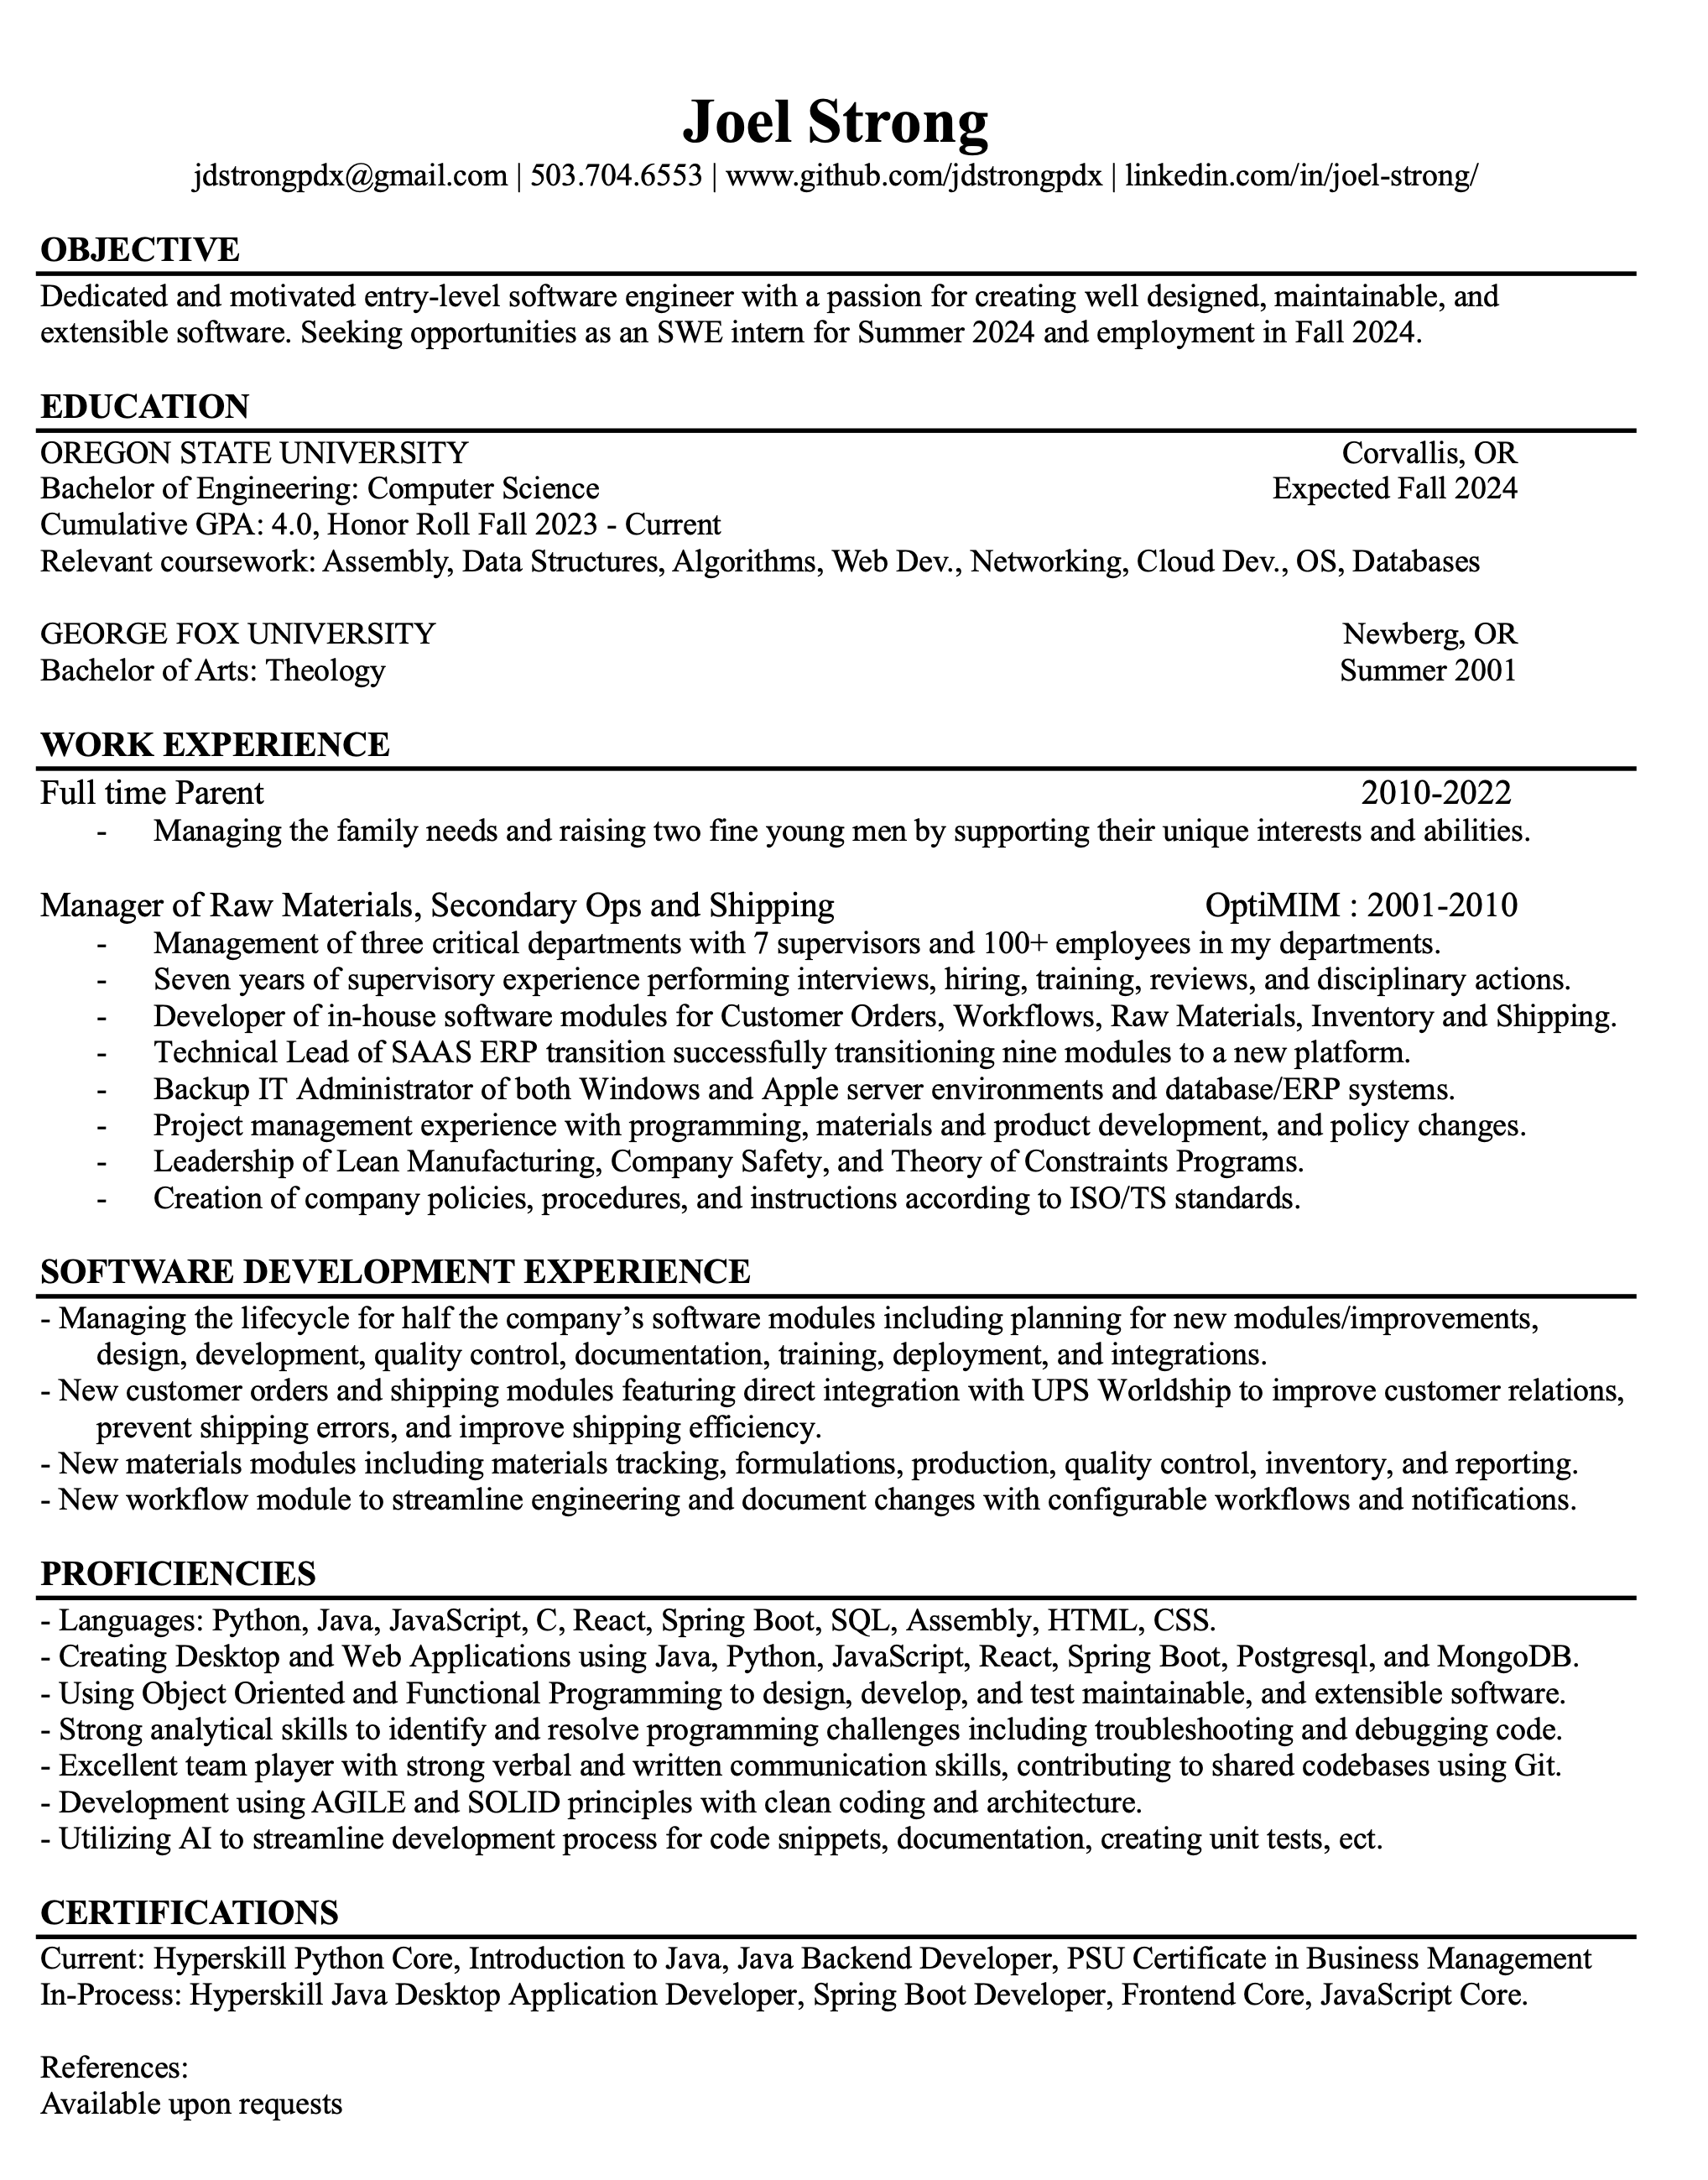 Joel Strong
jdstrongpdx@gmail.com | 503.704.6553 | www.github.com/jdstrongpdx | linkedin.com/in/joel-strong/
OBJECTIVE
Dedicated and motivated entry-level software engineer with a passion for creating well designed, maintainable, and
extensible software. Seeking opportunities as an SWE intern for Summer 2024 and employment in Fall 2024.
EDUCATION
OREGON STATE UNIVERSITY Corvallis, OR
Bachelor of Engineering: Computer Science Expected Fall 2024
Cumulative GPA: 4.0, Honor Roll Fall 2023 - Current
Relevant coursework: Assembly, Data Structures, Algorithms, Web Dev., Networking, Cloud Dev., OS, Databases
GEORGE FOX UNIVERSITY Newberg, OR
Bachelor of Arts: Theology Summer 2001
WORK EXPERIENCE
Full time Parent 2010-2022
- Managing the family needs and raising two fine young men by supporting their unique interests and abilities.
Manager of Raw Materials, Secondary Ops and Shipping OptiMIM : 2001-2010
- Management of three critical departments with 7 supervisors and 100+ employees in my departments.
- Seven years of supervisory experience performing interviews, hiring, training, reviews, and disciplinary actions.
- Developer of in-house software modules for Customer Orders, Workflows, Raw Materials, Inventory and Shipping.
- Technical Lead of SAAS ERP transition successfully transitioning nine modules to a new platform.
- Backup IT Administrator of both Windows and Apple server environments and database/ERP systems.
- Project management experience with programming, materials and product development, and policy changes.
- Leadership of Lean Manufacturing, Company Safety, and Theory of Constraints Programs.
- Creation of company policies, procedures, and instructions according to ISO/TS standards.
SOFTWARE DEVELOPMENT EXPERIENCE
- Managing the lifecycle for half the company’s software modules including planning for new modules/improvements,
design, development, quality control, documentation, training, deployment, and integrations.
- New customer orders and shipping modules featuring direct integration with UPS Worldship to improve customer relations,
prevent shipping errors, and improve shipping efficiency.
- New materials modules including materials tracking, formulations, production, quality control, inventory, and reporting.
- New workflow module to streamline engineering and document changes with configurable workflows and notifications.
PROFICIENCIES
- Languages: Python, Java, JavaScript, C, React, Spring Boot, SQL, Assembly, HTML, CSS.
- Creating Desktop and Web Applications using Java, Python, JavaScript, React, Spring Boot, Postgresql, and MongoDB.
- Using Object Oriented and Functional Programming to design, develop, and test maintainable, and extensible software.
- Strong analytical skills to identify and resolve programming challenges including troubleshooting and debugging code.
- Excellent team player with strong verbal and written communication skills, contributing to shared codebases using Git.
- Development using AGILE and SOLID principles with clean coding and architecture.
- Utilizing AI to streamline development process for code snippets, documentation, creating unit tests, ect.
CERTIFICATIONS
Current: Hyperskill Python Core, Introduction to Java, Java Backend Developer, PSU Certificate in Business Management
In-Process: Hyperskill Java Desktop Application Developer, Spring Boot Developer, Frontend Core, JavaScript Core.
References:
Available upon requests